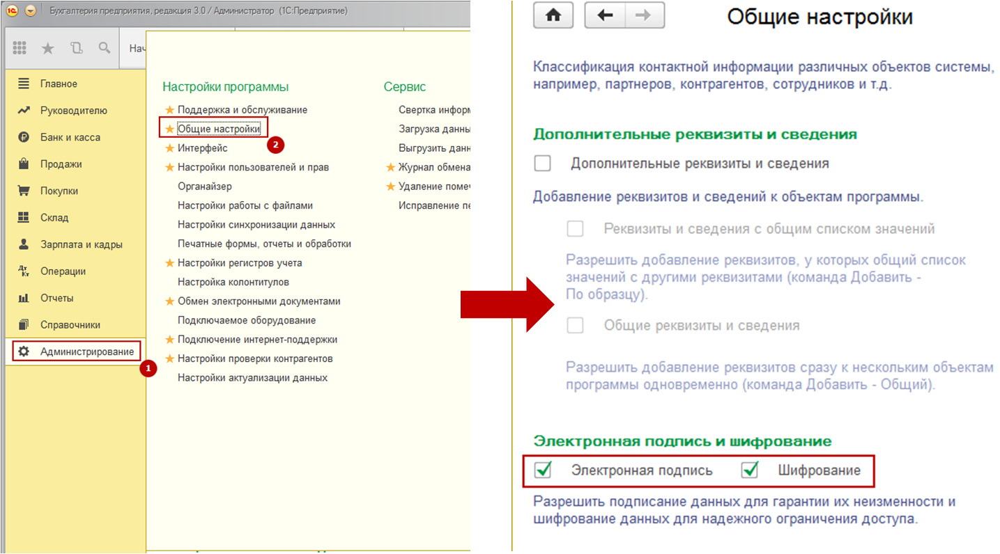 1С Бухгалтерия предприятия, редакция 3.0 / Администратор (1С:Предприятие)
Нач
Главное
Руководителю
Банк и касса
Продажи
Покупки
Склад
Зарплата и кадры
Дт Кт Операции
Отчеты
Справочники
Администрирование
1
Настройки программы
Поддержка и обслуживание
Общие настройки
2
Интерфейс
Настройки пользователей и прав
Органайзер
Настройки работы с файлами
Настройки синхронизации данных
Печатные формы, отчеты и обработки
Настройки регистров учета
Настройка колонтитулов
Обмен электронными документами
Подключаемое оборудование
Подключение интернет-поддержки
Настройки проверки контрагентов
Настройки актуализации данных
Сервис
Свертка информ
Загрузка данны
Выгрузить данн
Журнал обмена
Удаление помеч
Исправление пе
Общие настройки
Классификация контактной информации различных объектов системы,
например, партнеров, контрагентов, сотрудников и т.д.
Дополнительные реквизиты и сведения
Дополнительные реквизиты и сведения
Добавление реквизитов и сведений к объектам программы.
Реквизиты и сведения с общим списком значений
Разрешить добавление реквизитов, у которых общий список
значений с другими реквизитами (команда Добавить -
По образцу).
Общие реквизиты и сведения
Разрешить добавление реквизитов сразу к нескольким объектам
программы одновременно (команда Добавить - Общий).
Электронная подпись и шифрование
Электронная подпись Шифрование
Разрешить подписание данных для гарантии их неизменности и
шифрование данных для надежного ограничения доступа.